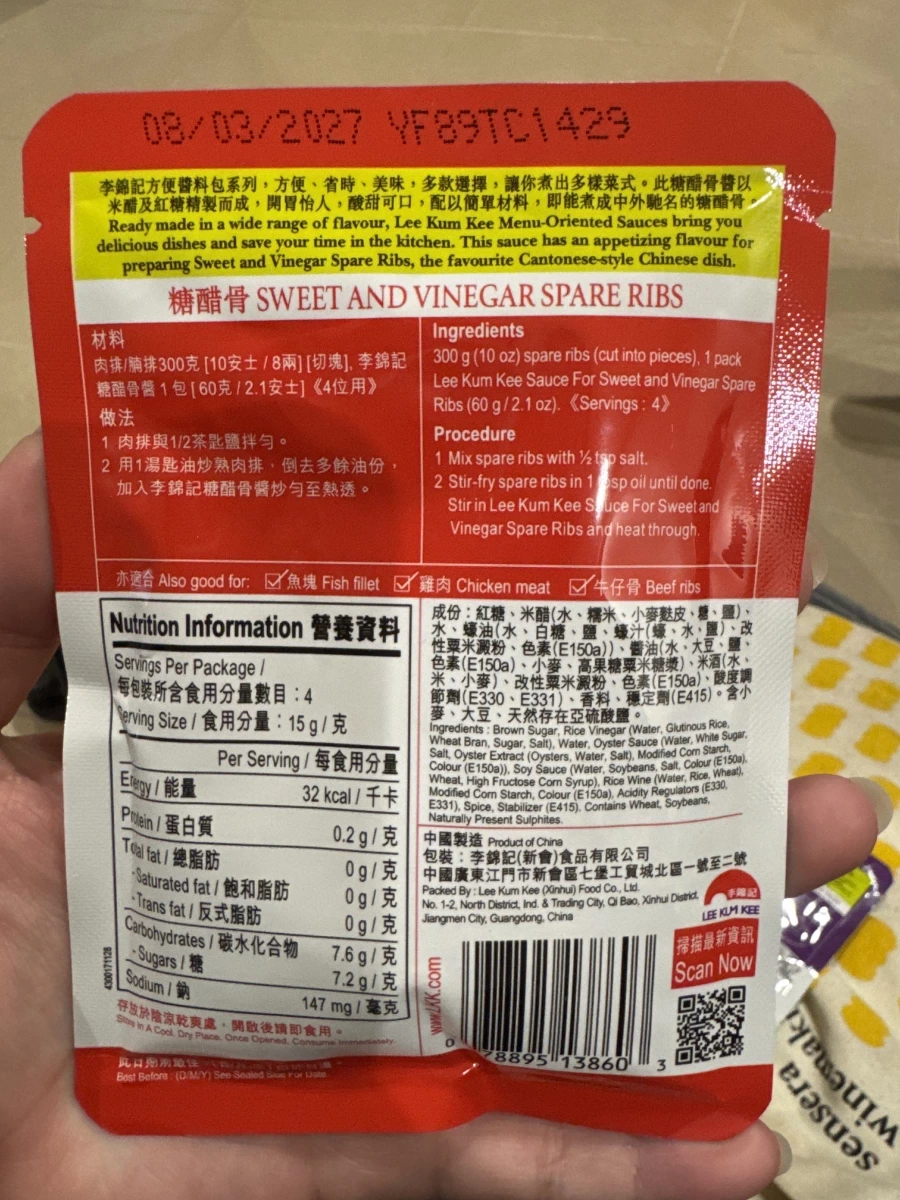 08/03/2027 YF89TC1429
李錦記方便醬料包系列，方便、省時、美味，多款選擇，讓你煮出多樣菜式。此糖醋骨醬以
米醋及紅糖精製而成，開胃怡人，酸甜可口，配以簡單材料，即能煮成中外馳名的糖醋骨。
Ready made in a wide range of flavour, Lee Kum Kee Menu-Oriented Sauces bring you
delicious dishes and save your time in the kitchen. This sauce has an appetizing flavour for
preparing Sweet and Vinegar Spare Ribs, the favourite Cantonese-style Chinese dish.
糖醋骨 SWEET AND VINEGAR SPARE RIBS
材料
肉排/腩排300克 [10安士/8兩] [切塊], 李錦記
糖醋骨醬 1 包 [60克/2.1安士]《4位用》
做法
1 肉排與1/2茶匙鹽拌勻。
2 用1湯匙油炒熟肉排，倒去多餘油份，
加入李錦記糖醋骨醬炒勻至熱透。
Ingredients
300 g (10 oz) spare ribs (cut into pieces), 1 pack
Lee Kum Kee Sauce For Sweet and Vinegar Spare
Ribs (60 g / 2.1 oz). 《Servings : 4》
Procedure
1 Mix spare ribs with ½ tsp salt.
2 Stir-fry spare ribs in 1 tbsp oil until done.
Stir in Lee Kum Kee Sauce For Sweet and
Vinegar Spare Ribs and heat through.
亦適合 Also good for: 魚塊 Fish fillet 雞肉 Chicken meat 牛仔骨 Beef ribs
Nutrition Information 營養資料
Servings Per Package /
每包裝所含食用分量數目：4
Serving Size / 食用分量：15 g / 克
Per Serving / 每食用分量
Energy / 能量 32 kcal / 千卡
Protein / 蛋白質 0.2 g / 克
Total fat / 總脂肪 0 g / 克
- Saturated fat / 飽和脂肪 0 g / 克
- Trans fat / 反式脂肪 0 g / 克
Carbohydrates / 碳水化合物 7.6 g / 克
- Sugars / 糖 7.2 g / 克
Sodium / 鈉 147 mg / 毫克
存放於陰涼乾爽處，開啟後請即食用。
Store in A Cool, Dry Place. Once Opened, Consume Immediately.
此日期前最佳
Best Before : (D/M/Y) See Sealed Side For Date
4300171128
成份：紅糖、米醋(水、糯米、小麥麩皮、糖、鹽)、
水、蠔油(水、白糖、鹽、蠔汁(蠔、水、鹽)、改
性粟米澱粉、色素(E150a))、醬油(水、大豆、鹽、
色素(E150a)、小麥、高果糖粟米糖漿)、米酒(水、
米、小麥)、改性粟米澱粉、色素(E150a)、酸度調
節劑(E330、E331)、香料、穩定劑(E415)。含小
麥、大豆、天然存在亞硫酸鹽。
Ingredients : Brown Sugar, Rice Vinegar (Water, Glutinous Rice,
Wheat Bran, Sugar, Salt), Water, Oyster Sauce (Water, White Sugar,
Salt, Oyster Extract (Oysters, Water, Salt), Modified Corn Starch,
Colour (E150a)), Soy Sauce (Water, Soybeans, Salt, Colour (E150a),
Wheat, High Fructose Corn Syrup), Rice Wine (Water, Rice, Wheat),
Modified Corn Starch, Colour (E150a), Acidity Regulators (E330,
E331), Spice, Stabilizer (E415). Contains Wheat, Soybeans,
Naturally Present Sulphites.
中國製造 Product of China
包裝：李錦記(新會)食品有限公司
中國廣東江門市新會區七堡工貿城北區一號至二號
Packed By : Lee Kum Kee (Xinhui) Food Co., Ltd.
No. 1-2, North District, Ind. & Trading City, Qi Bao, Xinhui District,
Jiangmen City, Guangdong, China
李錦記
LEE KUM KEE
掃描最新資訊
Scan Now
www.LKK.com
0 78895 13860 3
sensera
winemak